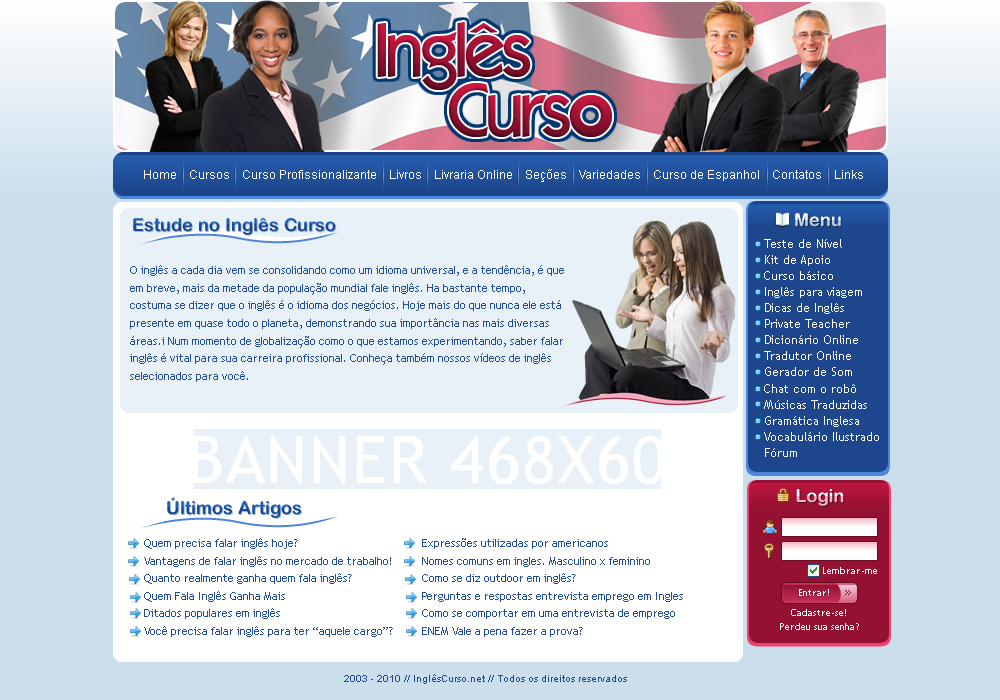 Inglês
Curso
Home Cursos Curso Profissionalizante Livros Livraria Online Seções Variedades Curso de Espanhol Contatos Links
Estude no Inglês Curso
O inglês a cada dia vem se consolidando como um idioma universal, e a tendência, é que
em breve, mais da metade da população mundial fale inglês. Ha bastante tempo,
costuma se dizer que o inglês é o idioma dos negócios. Hoje mais do que nunca ele está
presente em quase todo o planeta, demonstrando sua importância nas mais diversas
áreas.i Num momento de globalização como o que estamos experimentando, saber falar
inglês é vital para sua carreira profissional. Conheça também nossos vídeos de inglês
selecionados para você.
BANNER 468X60
Últimos Artigos
Quem precisa falar inglês hoje?
Vantagens de falar inglês no mercado de trabalho!
Quanto realmente ganha quem fala inglês?
Quem Fala Inglês Ganha Mais
Ditados populares em inglês
Você precisa falar inglês para ter “aquele cargo”?
Expressões utilizadas por americanos
Nomes comuns em ingles. Masculino x feminino
Como se diz outdoor em inglês?
Perguntas e respostas entrevista emprego em Ingles
Como se comportar em uma entrevista de emprego
ENEM Vale a pena fazer a prova?
Menu
Teste de Nível
Kit de Apoio
Curso básico
Inglês para viagem
Dicas de Inglês
Private Teacher
Dicionário Online
Tradutor Online
Gerador de Som
Chat com o robô
Músicas Traduzidas
Gramática Inglesa
Vocabulário Ilustrado
Fórum
Login
Lembrar-me
Entrar! »
Cadastre-se!
Perdeu sua senha?
2003 - 2010 // InglêsCurso.net // Todos os direitos reservados